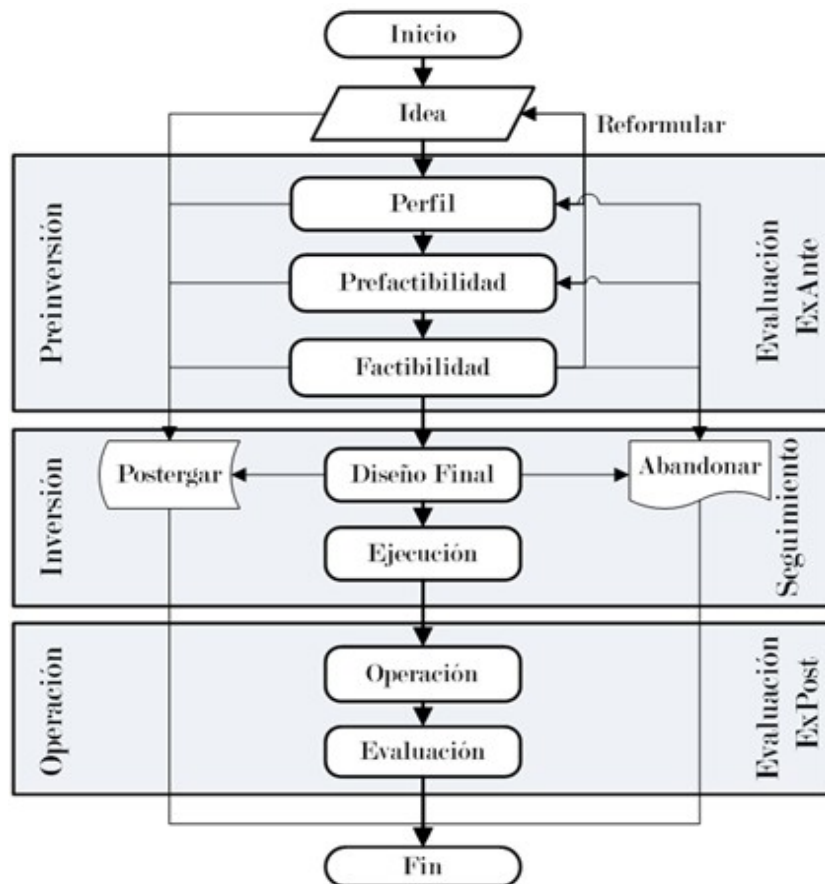 Inicio
Idea
Reformular
Preinversión
Perfil
Prefactibilidad
Factibilidad
Evaluación
ExAnte
Inversión
Postergar
Diseño Final
Abandonar
Ejecución
Seguimiento
Operación
Operación
Evaluación
Evaluación
ExPost
Fin